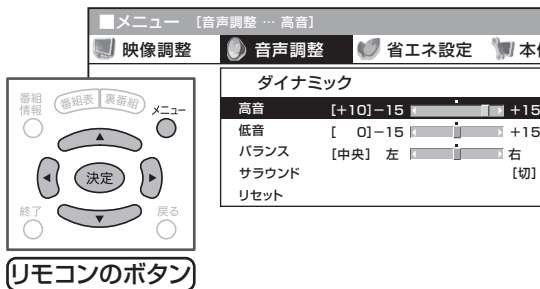 ■メニュー [音声調整 … 高音]
映像調整 音声調整 省エネ設定
ダイナミック
高音 [+10] −15 +15
低音 [ 0] −15 +15
バランス [中央] 左 右
サラウンド [切]
リセット
番組情報
番組表 裏番組
メニュー
決定
終了
戻る
リモコンのボタン